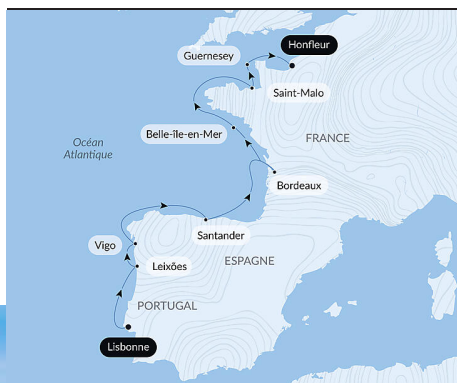 Honfleur
Guernesey
Saint-Malo
Belle-île-en-Mer
FRANCE
Océan
Atlantique
Bordeaux
Santander
Vigo
ESPAGNE
Leixões
PORTUGAL
Lisbonne